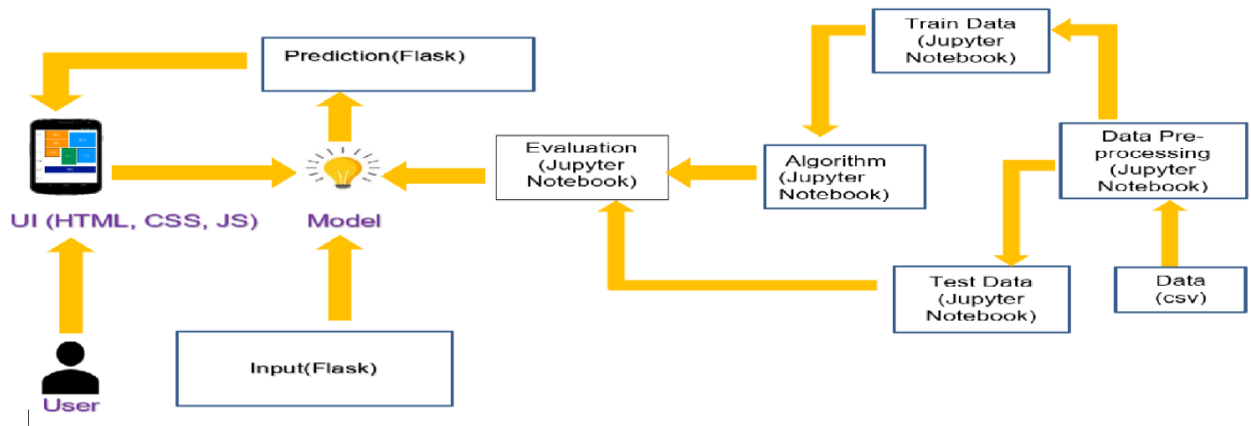 Prediction(Flask)
UI (HTML, CSS, JS)
User
Model
Input(Flask)
Evaluation
(Jupyter
Notebook)
Algorithm
(Jupyter
Notebook)
Train Data
(Jupyter
Notebook)
Data Pre-
processing
(Jupyter
Notebook)
Test Data
(Jupyter
Notebook)
Data
(csv)